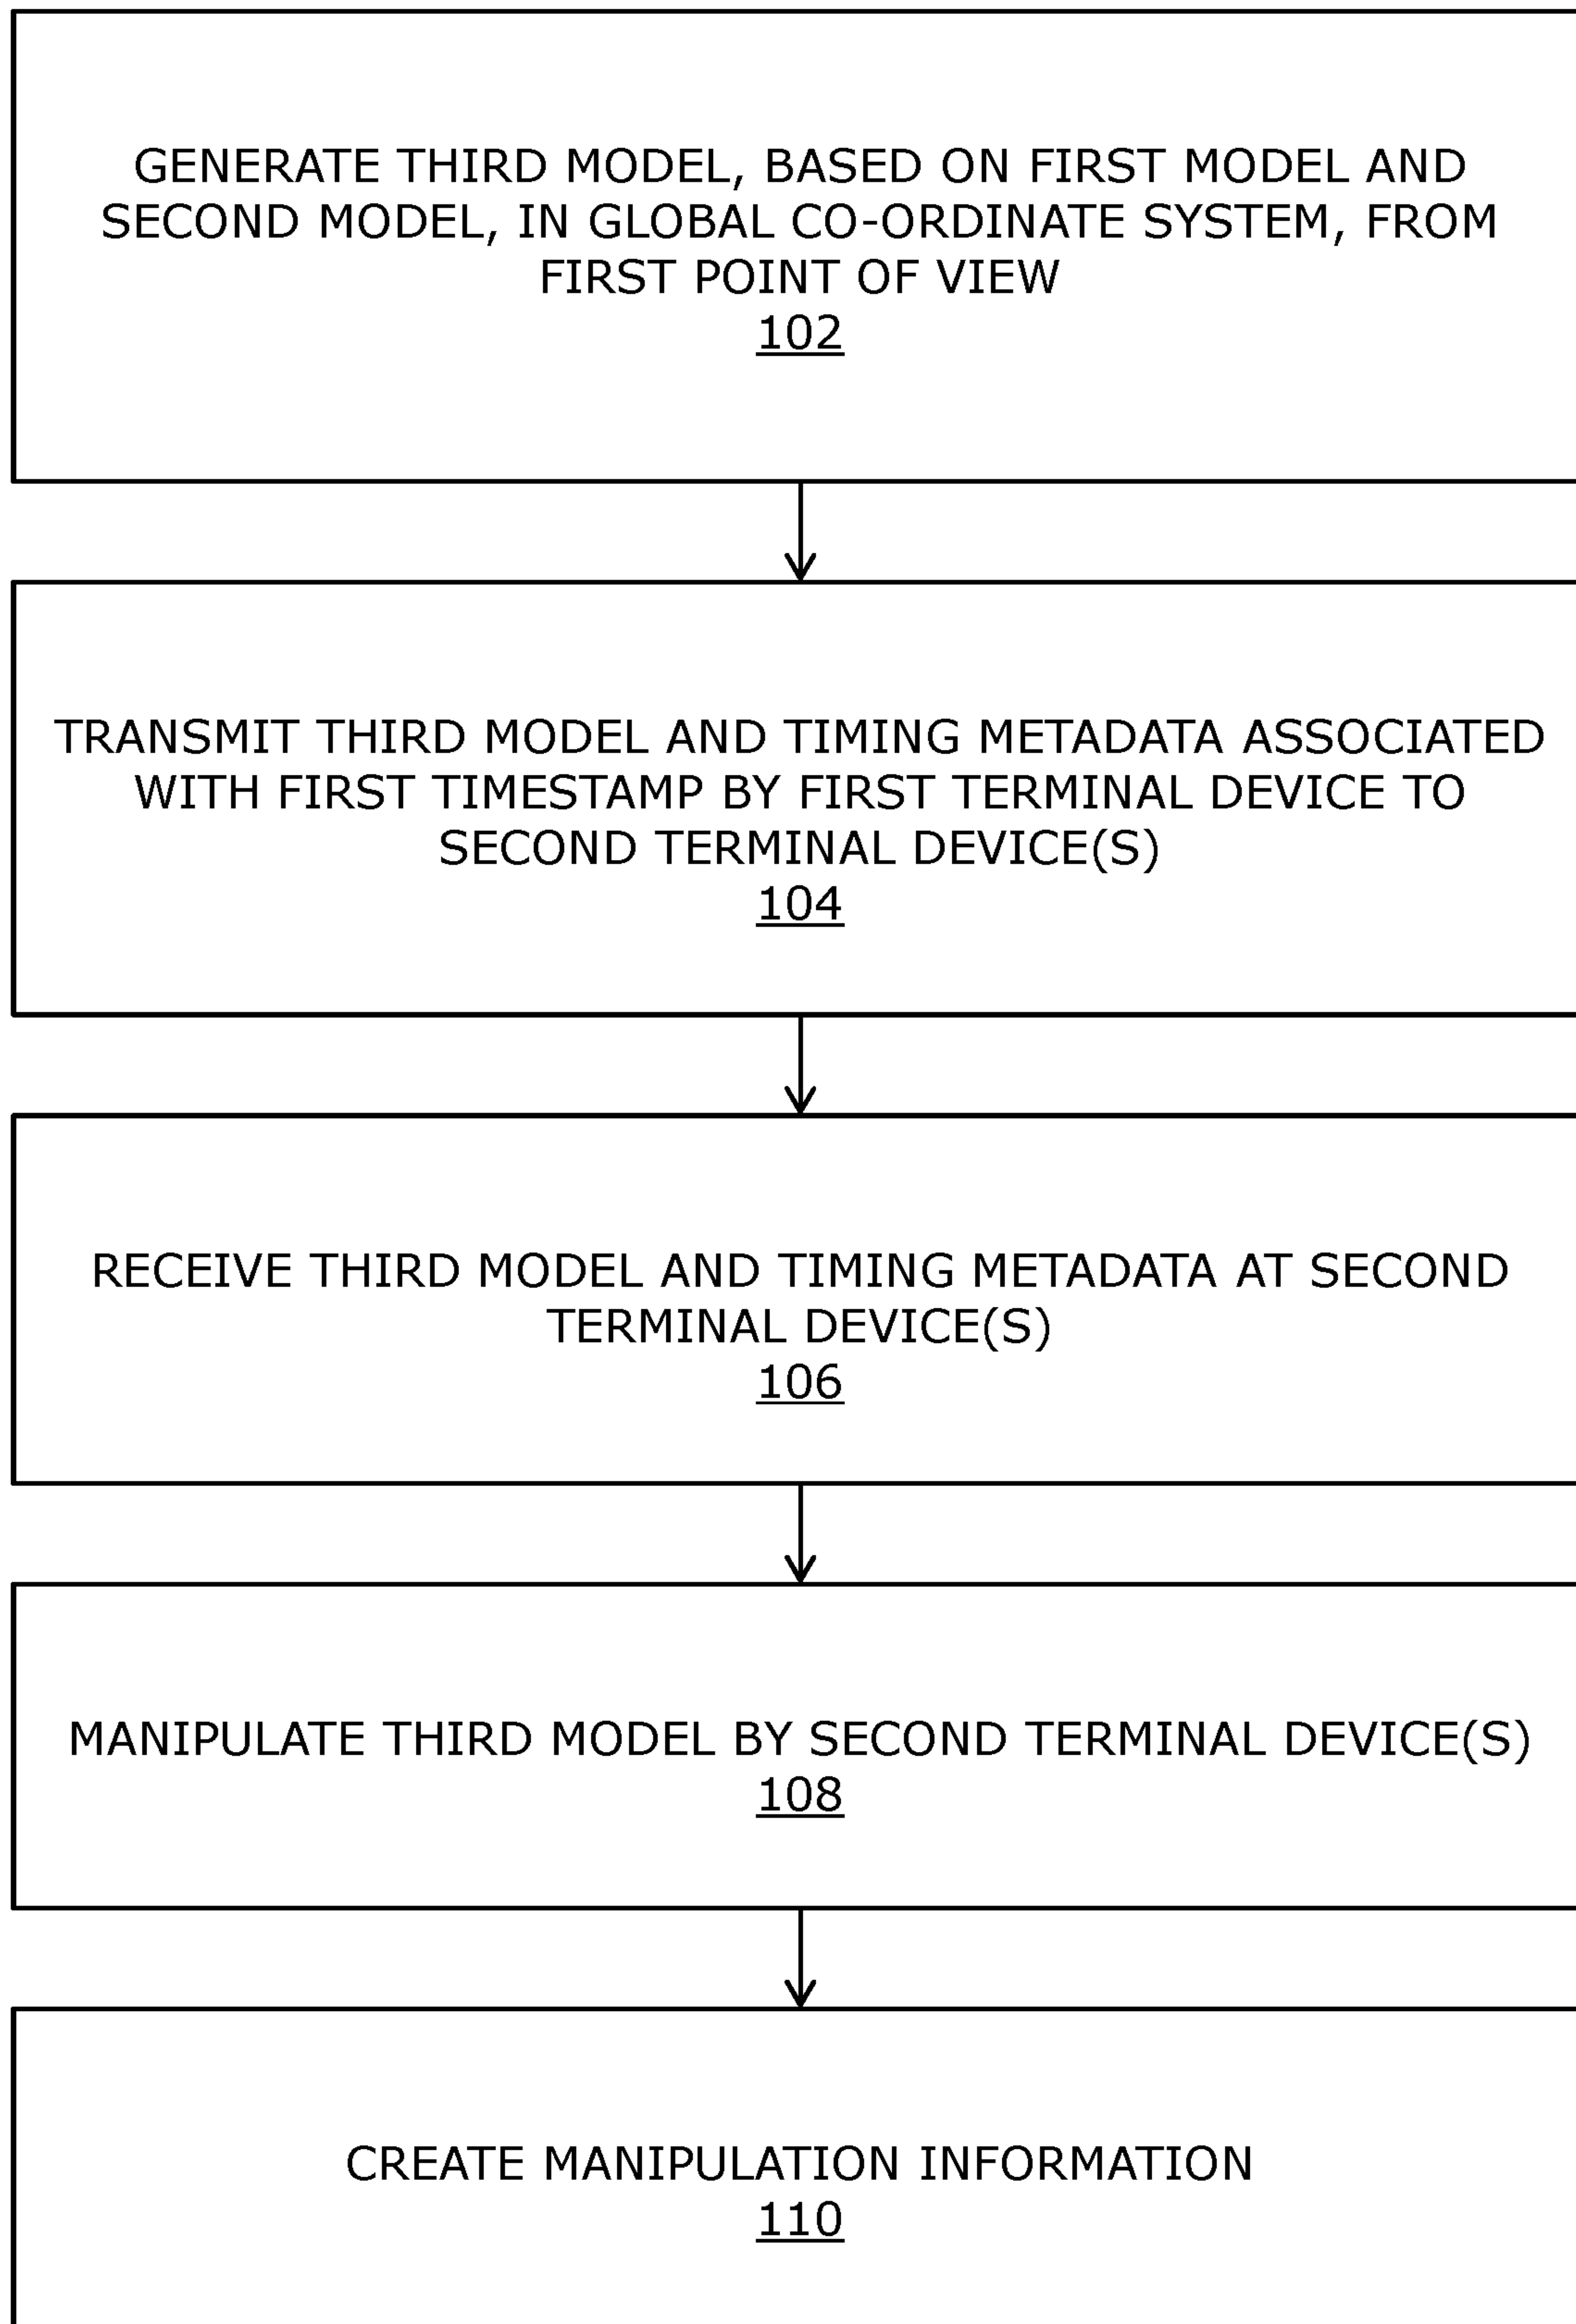 GENERATE THIRD MODEL, BASED ON FIRST MODEL AND
SECOND MODEL, IN GLOBAL CO-ORDINATE SYSTEM, FROM
FIRST POINT OF VIEW
102
TRANSMIT THIRD MODEL AND TIMING METADATA ASSOCIATED
WITH FIRST TIMESTAMP BY FIRST TERMINAL DEVICE TO
SECOND TERMINAL DEVICE(S)
104
RECEIVE THIRD MODEL AND TIMING METADATA AT SECOND
TERMINAL DEVICE(S)
106
MANIPULATE THIRD MODEL BY SECOND TERMINAL DEVICE(S)
108
CREATE MANIPULATION INFORMATION
110